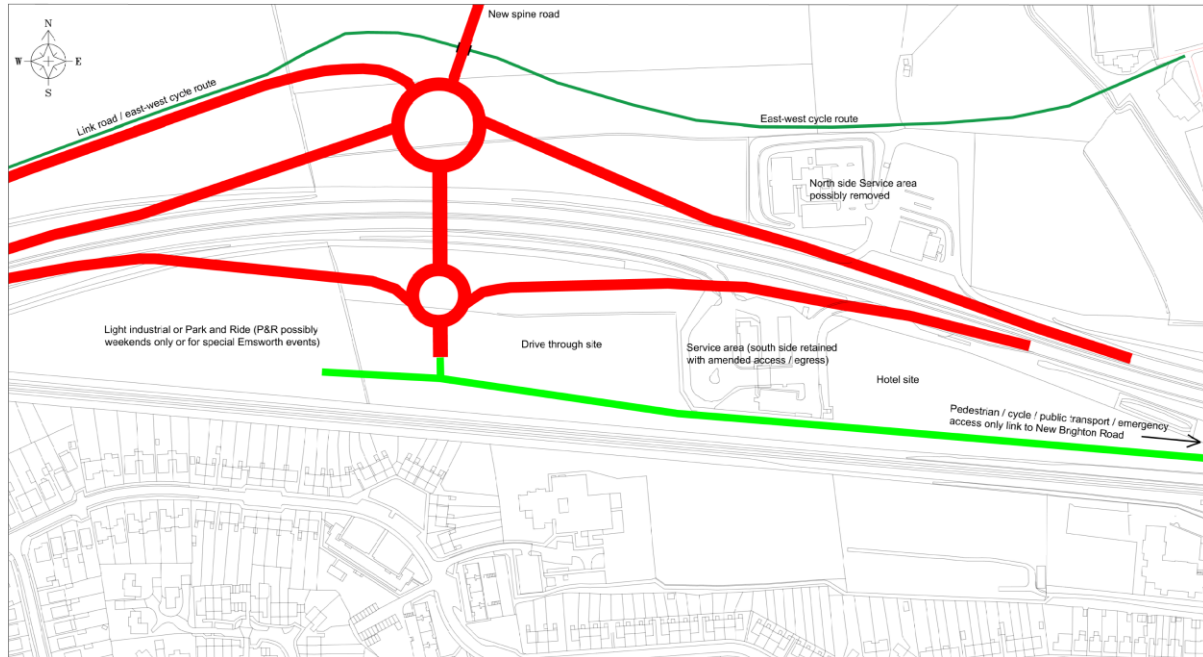 New spine road
N
W E
S
Link road / east-west cycle route
East-west cycle route
North side Service area
possibly removed
Light industrial or Park and Ride (P&R possibly
weekends only or for special Emsworth events)
Drive through site
Service area (south side retained
with amended access / egress)
Hotel site
Pedestrian / cycle / public transport / emergency
access only link to New Brighton Road